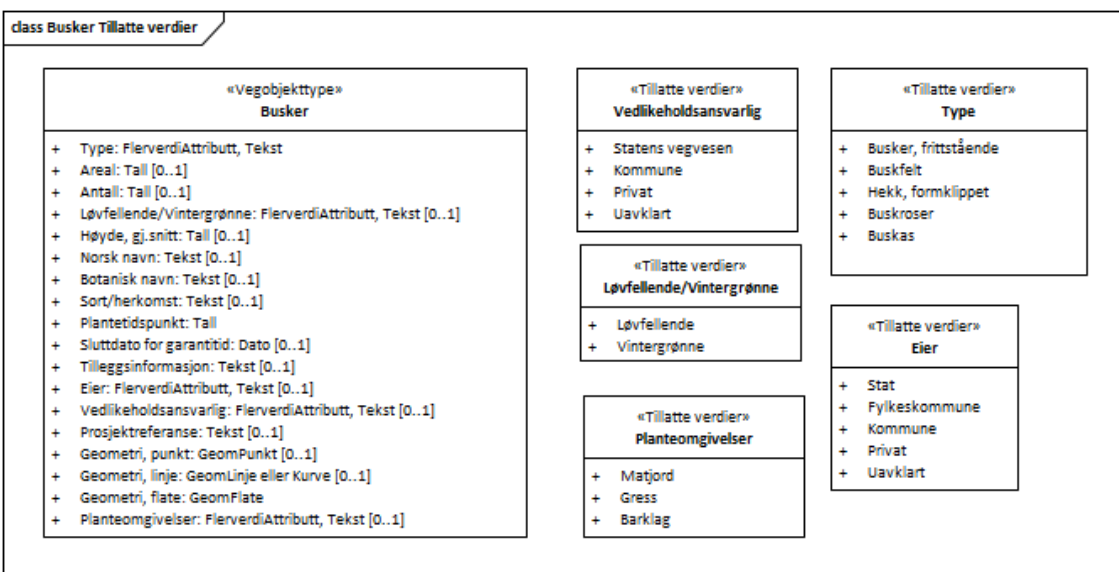 class Busker Tillatte verdier
«Vegobjekttype»
Busker
+ Type: FlerverdiAttributt, Tekst
+ Areal: Tall [0..1]
+ Antall: Tall [0..1]
+ Løvfellende/Vintergrønne: FlerverdiAttributt, Tekst [0..1]
+ Høyde, gj.snitt: Tall [0..1]
+ Norsk navn: Tekst [0..1]
+ Botanisk navn: Tekst [0..1]
+ Sort/herkomst: Tekst [0..1]
+ Plantetidspunkt: Tall
+ Sluttdato for garantitid: Dato [0..1]
+ Tilleggsinformasjon: Tekst [0..1]
+ Eier: FlerverdiAttributt, Tekst [0..1]
+ Vedlikeholdsansvarlig: FlerverdiAttributt, Tekst [0..1]
+ Prosjektreferanse: Tekst [0..1]
+ Geometri, punkt: GeomPunkt [0..1]
+ Geometri, linje: GeomLinje eller Kurve [0..1]
+ Geometri, flate: GeomFlate
+ Planteomgivelser: FlerverdiAttributt, Tekst [0..1]
«Tillatte verdier»
Vedlikeholdsansvarlig
+ Statens vegvesen
+ Kommune
+ Privat
+ Uavklart
«Tillatte verdier»
Løvfellende/Vintergrønne
+ Løvfellende
+ Vintergrønne
«Tillatte verdier»
Planteomgivelser
+ Matjord
+ Gress
+ Barklag
«Tillatte verdier»
Type
+ Busker, frittstående
+ Buskfelt
+ Hekk, formklippet
+ Buskroser
+ Buskas
«Tillatte verdier»
Eier
+ Stat
+ Fylkeskommune
+ Kommune
+ Privat
+ Uavklart